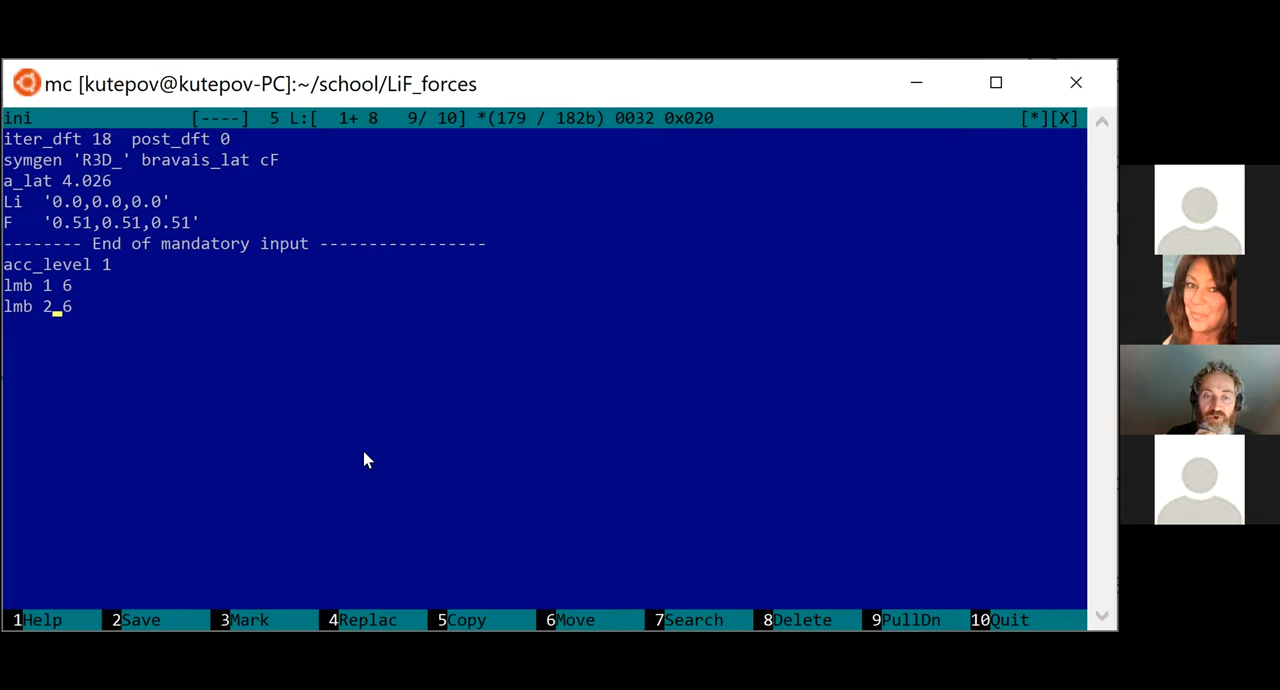 mc [kutepov@kutepov-PC]:~/school/LiF_forces
ini [----] 5 L:[ 1+ 8 9/ 10] *(179 / 182b) 0032 0x020 [*][X]
iter_dft 18 post_dft 0
symgen 'R3D_' bravais_lat cF
a_lat 4.026
Li '0.0,0.0,0.0'
F '0.51,0.51,0.51'
-------- End of mandatory input -----------------
acc_level 1
lmb 1 6
lmb 2 6
1Help 2Save 3Mark 4Replac 5Copy 6Move 7Search 8Delete 9PullDn 10Quit